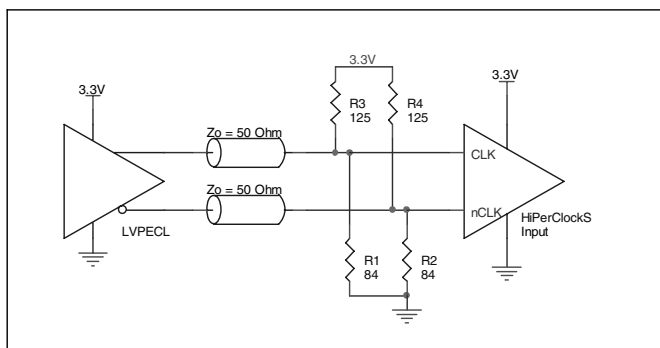 3.3V
3.3V
3.3V
R3
125
R4
125
Zo = 50 Ohm
CLK
Zo = 50 Ohm
nCLK
HiPerClockS
Input
LVPECL
R1
84
R2
84